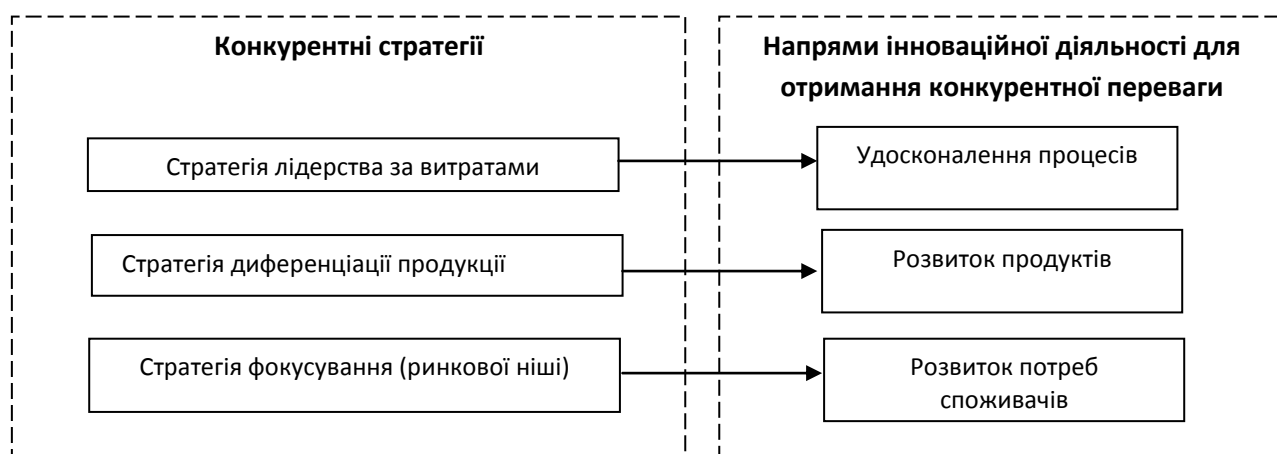 Конкурентні стратегії
Напрями інноваційної діяльності для
отримання конкурентної переваги
Стратегія лідерства за витратами
Удосконалення процесів
Стратегія диференціації продукції
Розвиток продуктів
Стратегія фокусування (ринкової ніші)
Розвиток потреб
споживачів